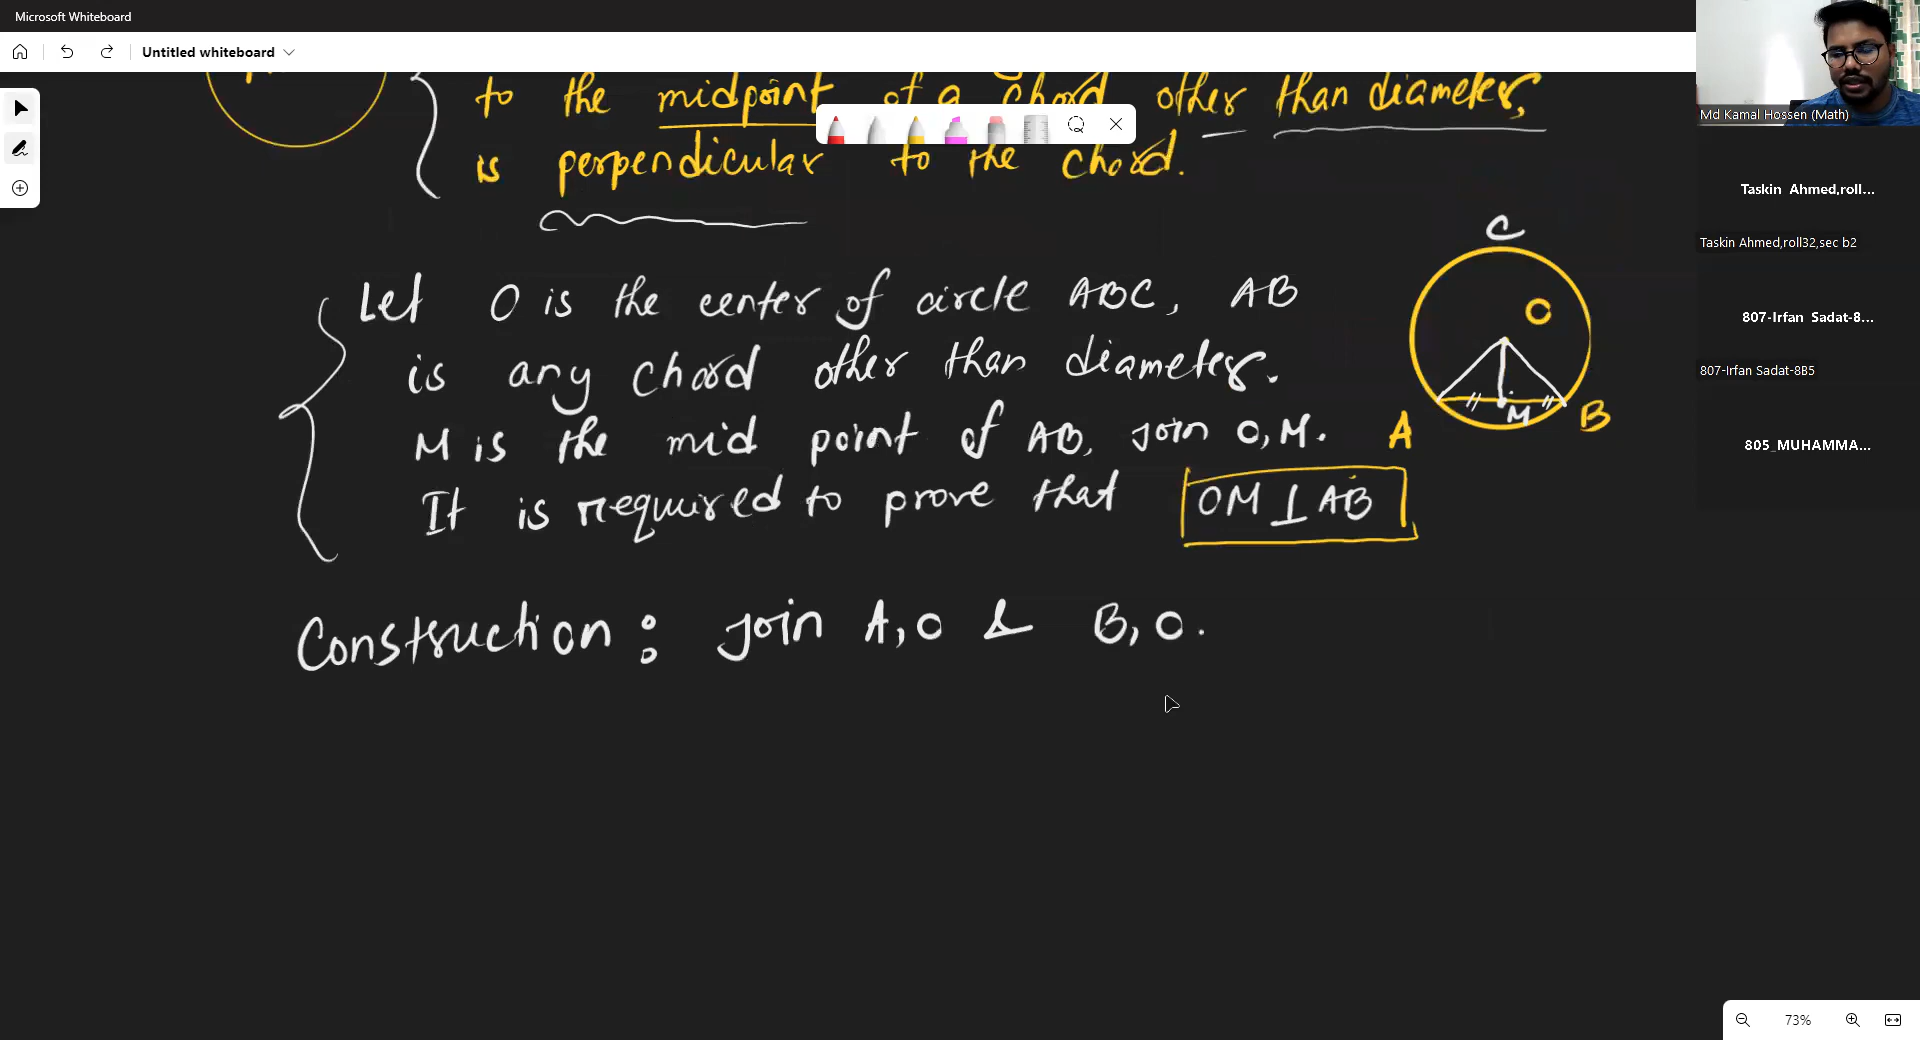 Microsoft Whiteboard
Untitled whiteboard
to the midpoint of a chord other than diameter,
is perpendicular to the chord.
C
Let O is the center of circle ABC, AB
is any chord other than diameter.
M is the mid point of AB, join O, M.
It is required to prove that OM ⊥ AB
O
M
A
B
Construction : join A, O & B, O.
Md Kamal Hossen (Math)
Taskin Ahmed,roll...
Taskin Ahmed,roll32,sec b2
807-Irfan Sadat-8...
807-Irfan Sadat-8B5
805_MUHAMMA...
73%